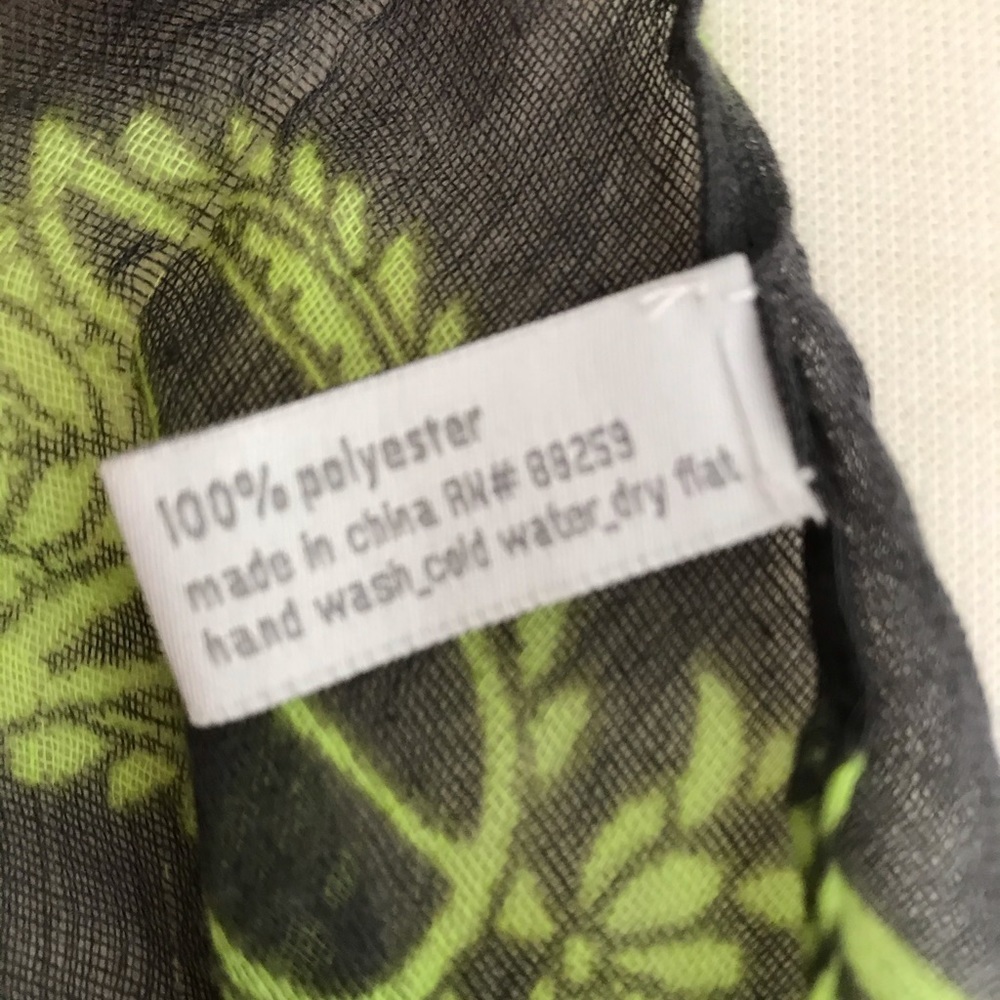 100% polyester
made in china RN# 89259
hand wash_cold water_dry flat